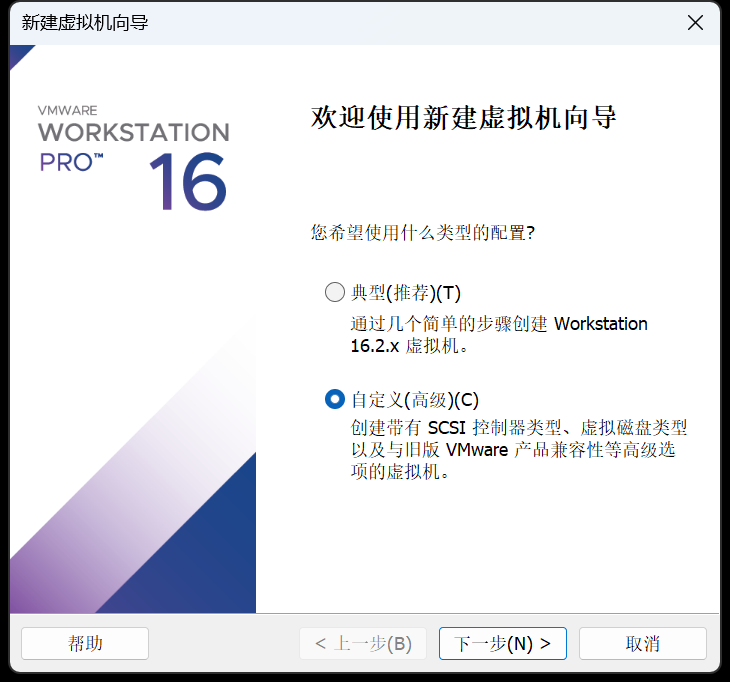 新建虚拟机向导
VMWARE
WORKSTATION
PRO™
16
欢迎使用新建虚拟机向导
您希望使用什么类型的配置?
典型(推荐)(T)
通过几个简单的步骤创建 Workstation
16.2.x 虚拟机。
自定义(高级)(C)
创建带有 SCSI 控制器类型、虚拟磁盘类型
以及与旧版 VMware 产品兼容性等高级选
项的虚拟机。
帮助
< 上一步(B)
下一步(N) >
取消